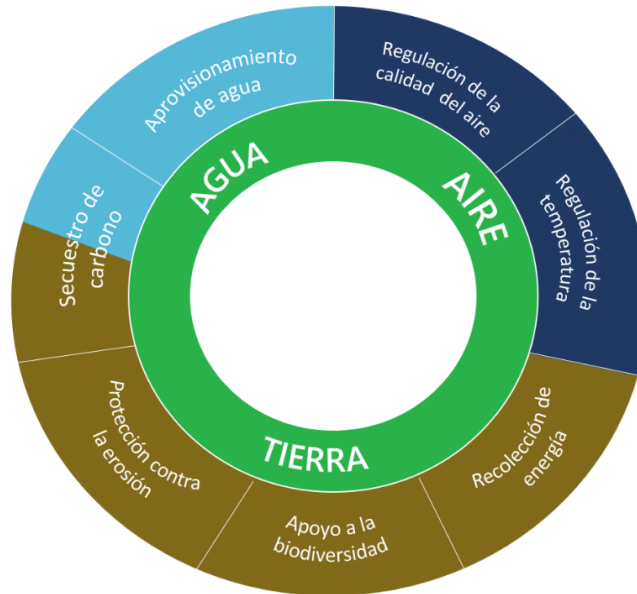 Aprovisionamiento
de agua
Regulación de la
calidad del aire
Regulación de la
temperatura
Recolección de
energía
Apoyo a la
biodiversidad
Protección contra
la erosión
Secuestro de
carbono
AGUA
AIRE
TIERRA